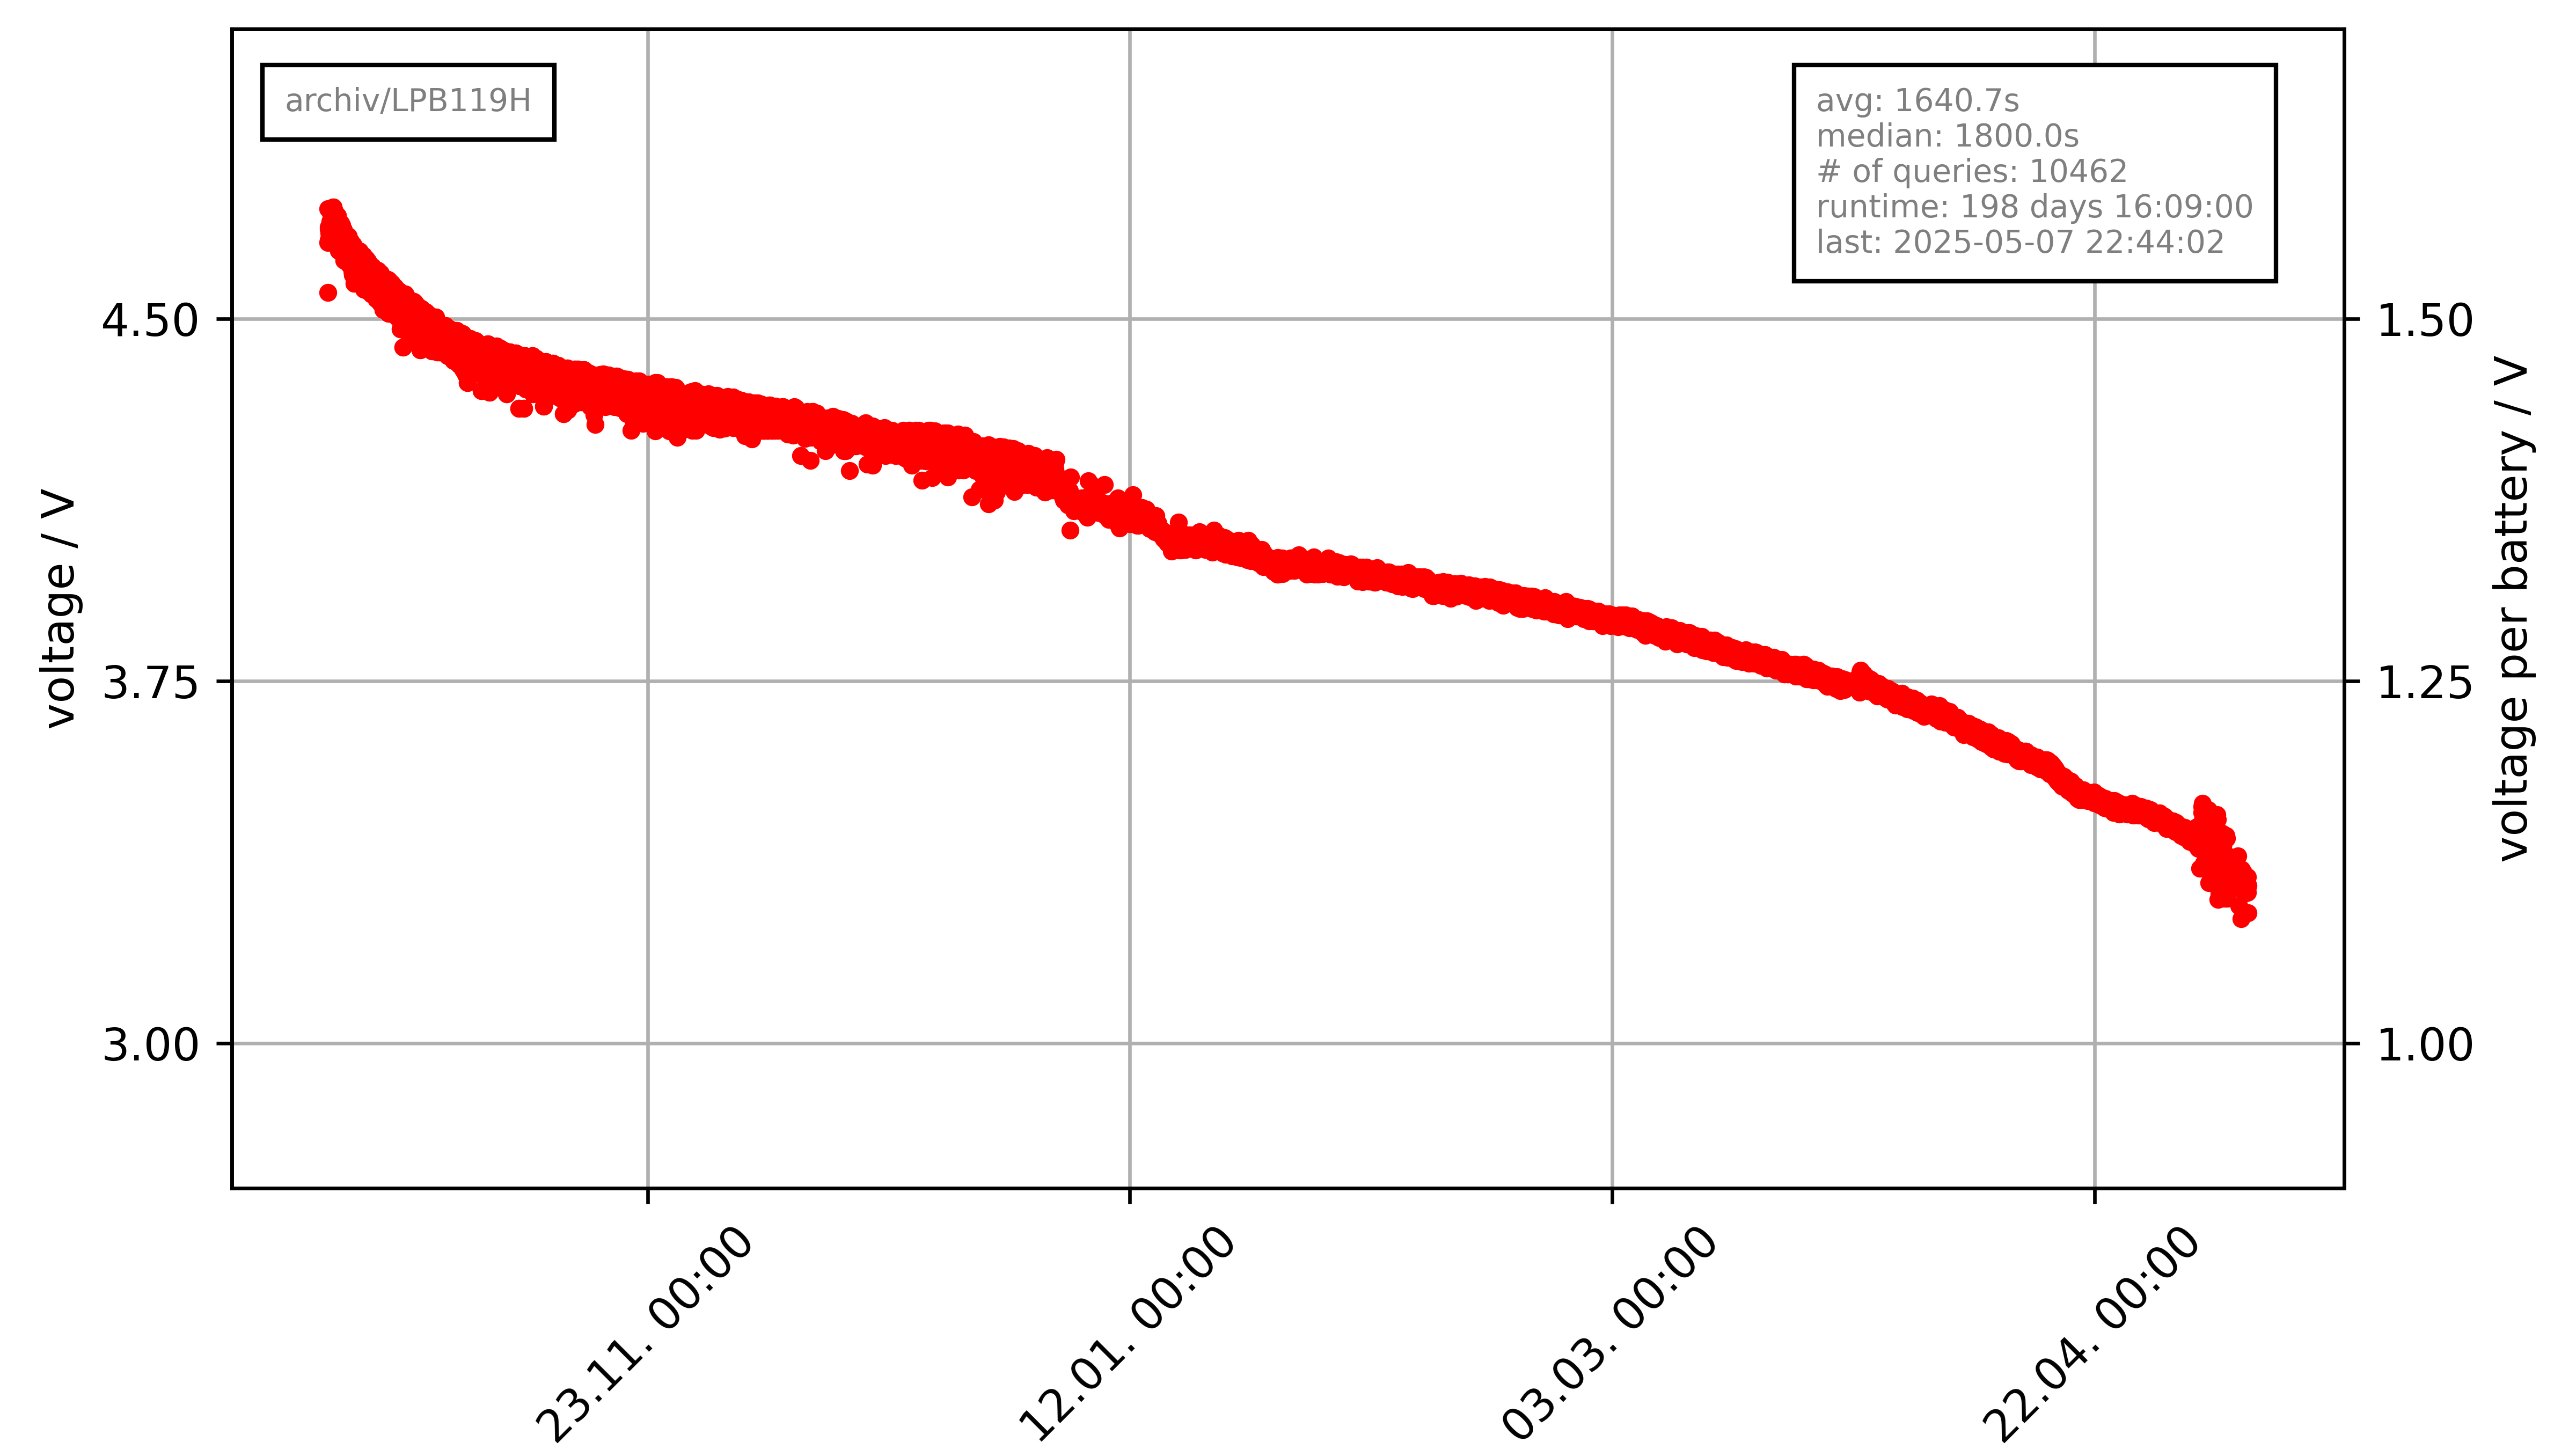 archiv/LPB119H
avg: 1640.7s
median: 1800.0s
# of queries: 10462
runtime: 198 days 16:09:00
last: 2025-05-07 22:44:02
voltage / V
4.50
3.75
3.00
1.50
1.25
1.00
voltage per battery / V
23.11. 00:00
12.01. 00:00
03.03. 00:00
22.04. 00:00